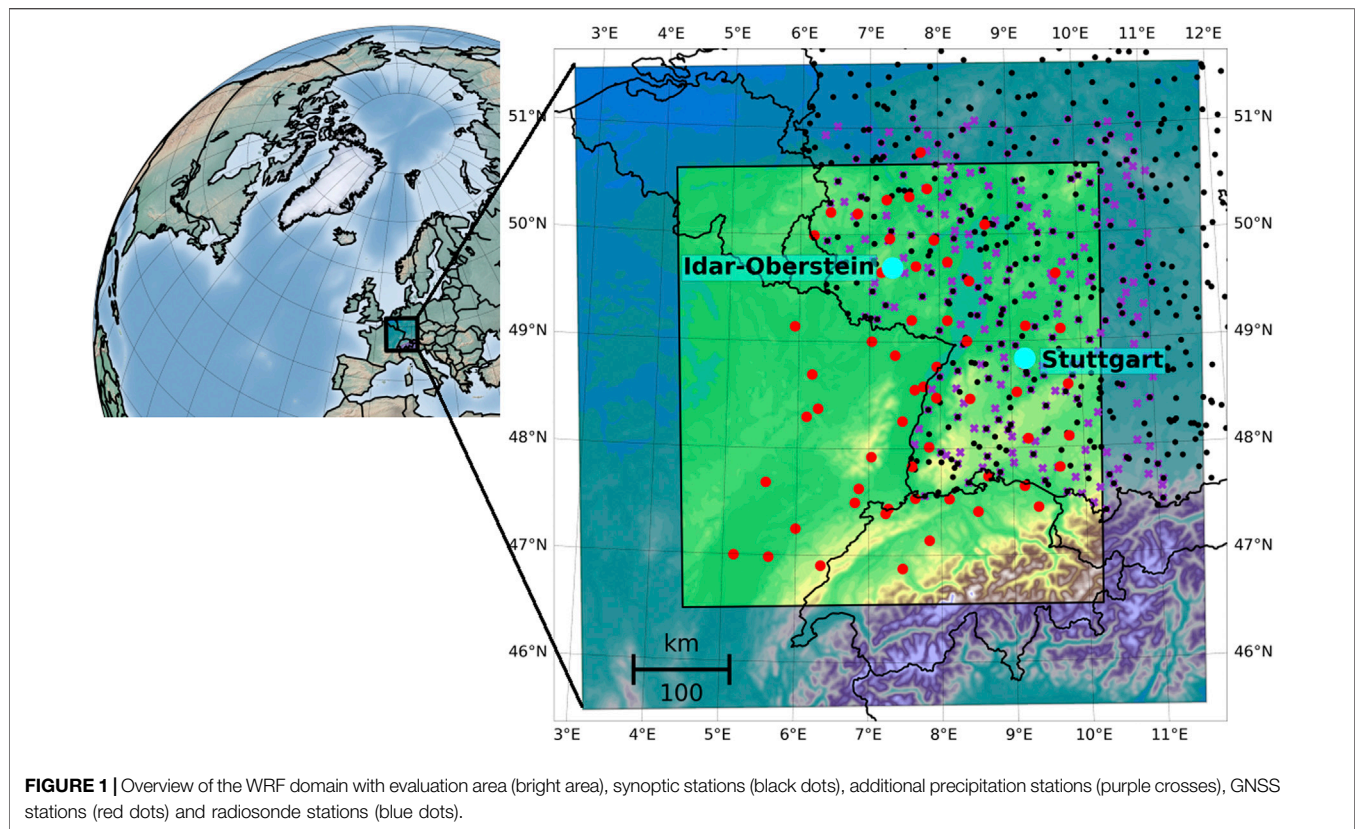 3°E 4°E 5°E 6°E 7°E 8°E 9°E 10°E 11°E 12°E
51°N 51°N
50°N 50°N
Idar-Oberstein
49°N 49°N
Stuttgart
48°N 48°N
47°N 47°N
46°N 46°N
km
100
3°E 4°E 5°E 6°E 7°E 8°E 9°E 10°E 11°E
FIGURE 1 | Overview of the WRF domain with evaluation area (bright area), synoptic stations (black dots), additional precipitation stations (purple crosses), GNSS
stations (red dots) and radiosonde stations (blue dots).